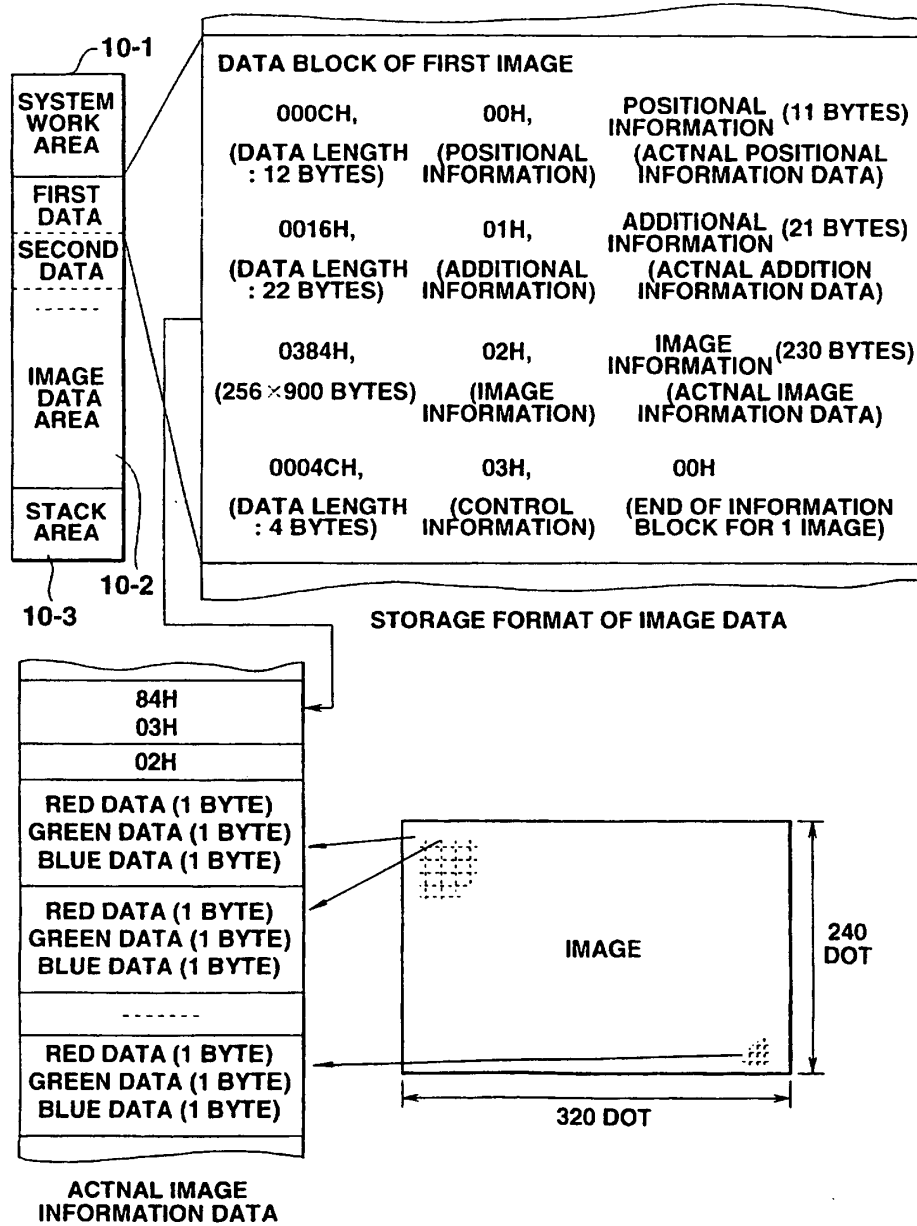 10-1
SYSTEM
WORK
AREA
FIRST
DATA
SECOND
DATA
IMAGE
DATA
AREA
STACK
AREA
10-2
10-3
DATA BLOCK OF FIRST IMAGE
000CH, 00H, POSITIONAL INFORMATION (11 BYTES)
(DATA LENGTH : 12 BYTES) (POSITIONAL INFORMATION) (ACTNAL POSITIONAL INFORMATION DATA)
0016H, 01H, ADDITIONAL INFORMATION (21 BYTES)
(DATA LENGTH : 22 BYTES) (ADDITIONAL INFORMATION) (ACTNAL ADDITION INFORMATION DATA)
0384H, 02H, IMAGE INFORMATION (230 BYTES)
(256×900 BYTES) (IMAGE INFORMATION) (ACTNAL IMAGE INFORMATION DATA)
0004CH, 03H, 00H
(DATA LENGTH : 4 BYTES) (CONTROL INFORMATION) (END OF INFORMATION BLOCK FOR 1 IMAGE)
STORAGE FORMAT OF IMAGE DATA
84H
03H
02H
RED DATA (1 BYTE)
GREEN DATA (1 BYTE)
BLUE DATA (1 BYTE)
RED DATA (1 BYTE)
GREEN DATA (1 BYTE)
BLUE DATA (1 BYTE)
RED DATA (1 BYTE)
GREEN DATA (1 BYTE)
BLUE DATA (1 BYTE)
ACTNAL IMAGE
INFORMATION DATA
IMAGE
240
DOT
320 DOT